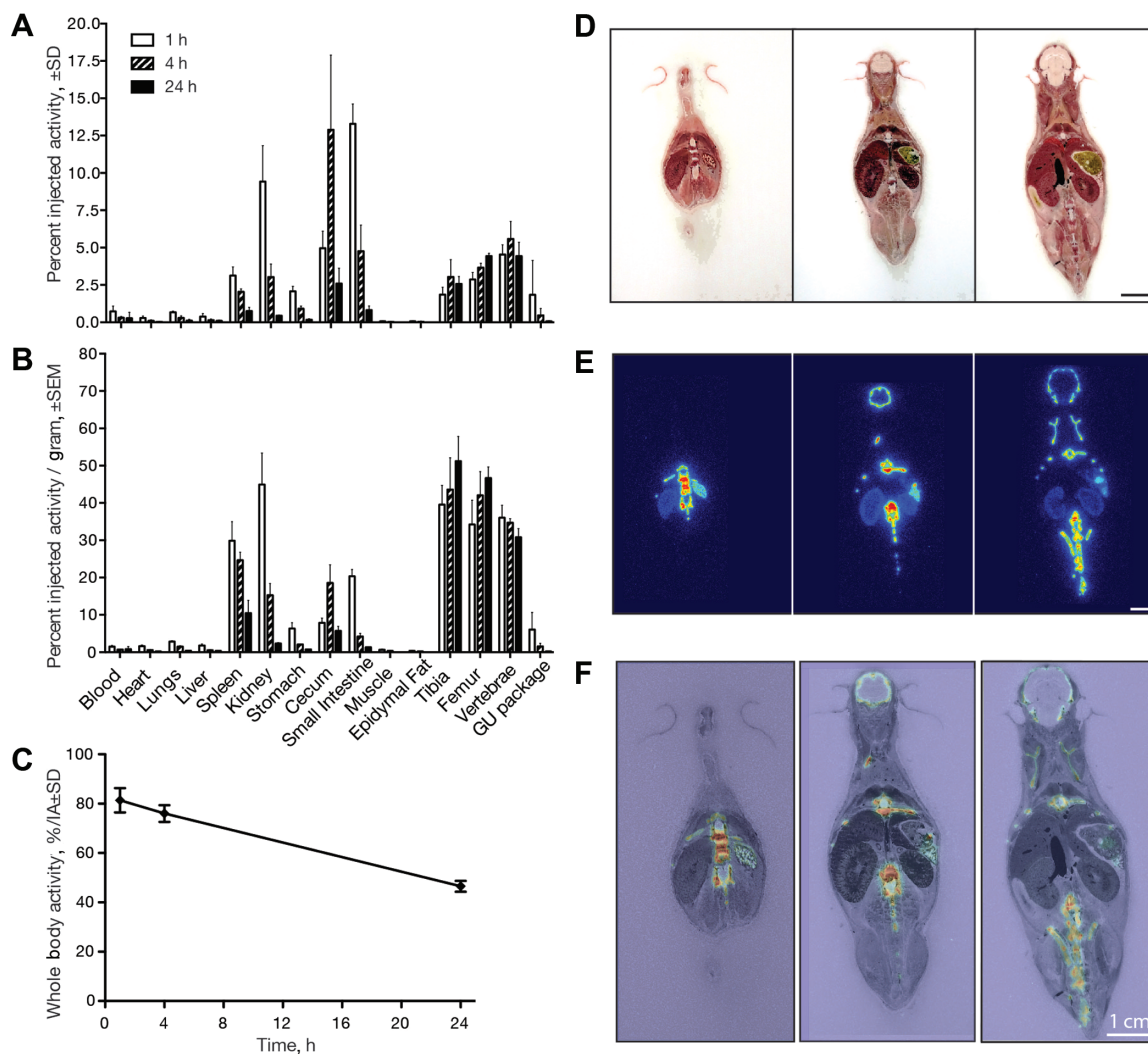 A
Percent injected activity, ±SD
20.0
17.5
15.0
12.5
10.0
7.5
5.0
2.5
0.0
1 h
4 h
24 h
B
Percent injected activity / gram, ±SEM
80
70
60
50
40
30
20
10
0
Blood
Heart
Lungs
Liver
Spleen
Kidney
Stomach
Cecum
Small Intestine
Muscle
Epidymal Fat
Tibia
Femur
Vertebrae
GU package
C
Whole body activity, %/IA±SD
100
80
60
40
20
0
0 4 8 12 16 20 24
Time, h
D
E
F
1 cm